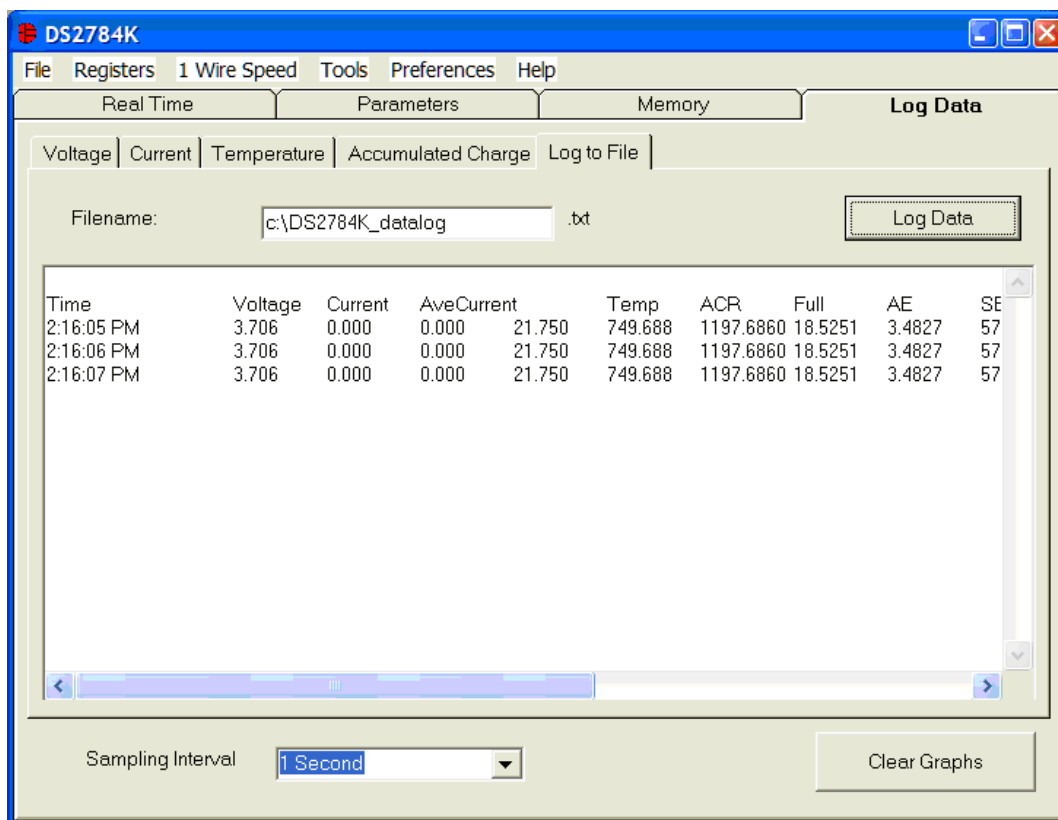 DS2784K
File Registers 1 Wire Speed Tools Preferences Help
Real Time Parameters Memory Log Data
Voltage Current Temperature Accumulated Charge Log to File
Filename: c:\DS2784K_datalog .txt Log Data
Time Voltage Current AveCurrent Temp ACR Full AE SE
2:16:05 PM 3.706 0.000 0.000 21.750 749.688 1197.6860 18.5251 3.4827 57
2:16:06 PM 3.706 0.000 0.000 21.750 749.688 1197.6860 18.5251 3.4827 57
2:16:07 PM 3.706 0.000 0.000 21.750 749.688 1197.6860 18.5251 3.4827 57
Sampling Interval 1 Second Clear Graphs